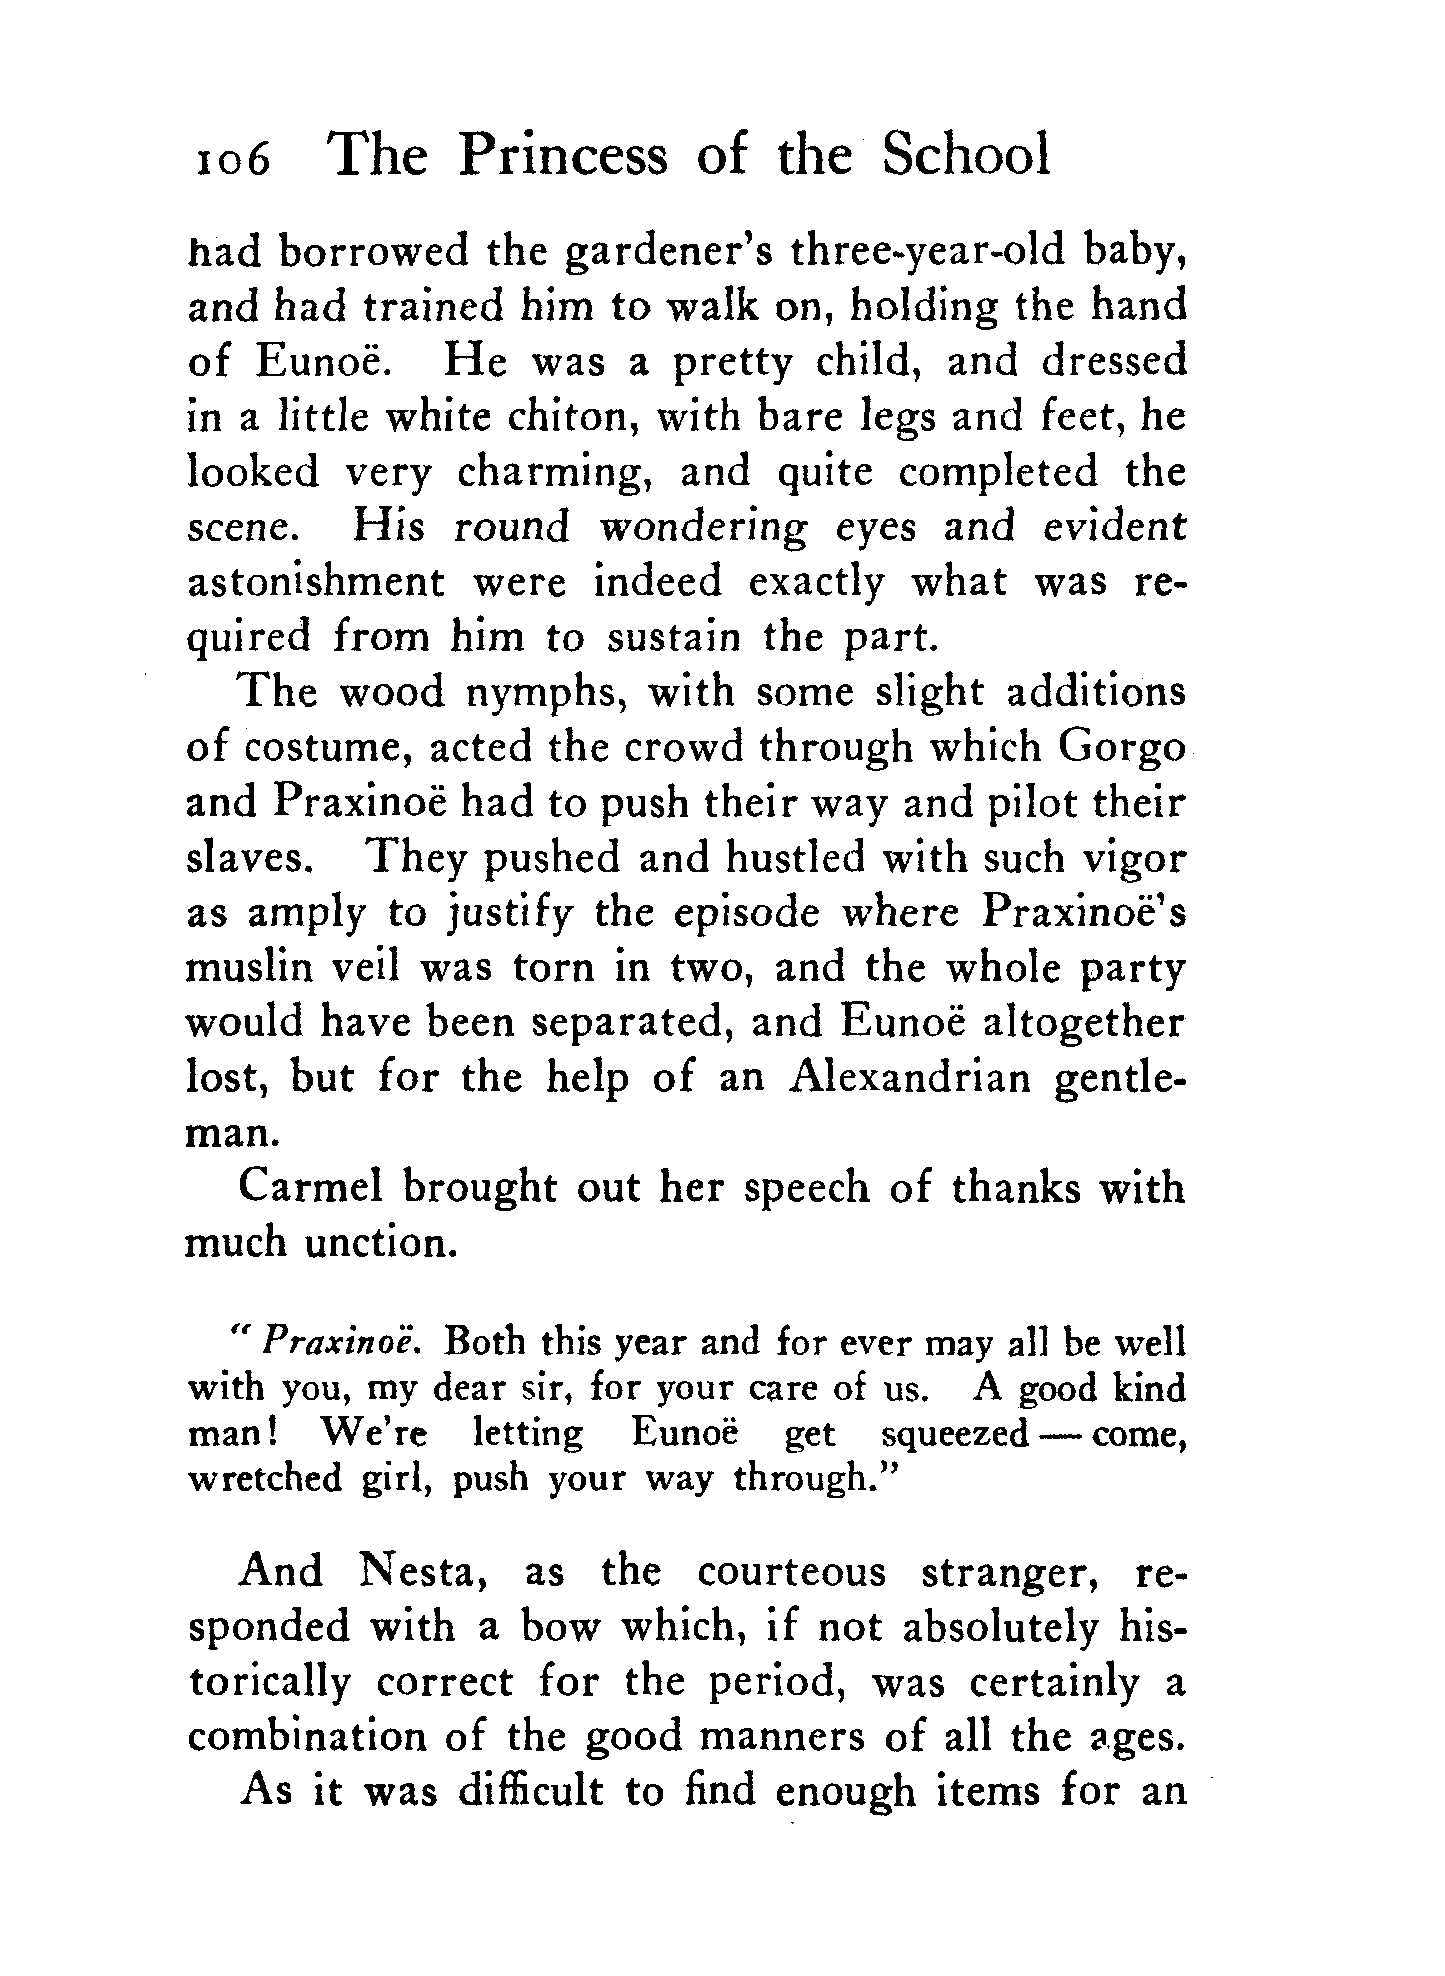 106 The Princess of the School
had borrowed the gardener's three-year-old baby,
and had trained him to walk on, holding the hand
of Eunoë. He was a pretty child, and dressed
in a little white chiton, with bare legs and feet, he
looked very charming, and quite completed the
scene. His round wondering eyes and evident
astonishment were indeed exactly what was re-
quired from him to sustain the part.
The wood nymphs, with some slight additions
of costume, acted the crowd through which Gorgo
and Praxinoë had to push their way and pilot their
slaves. They pushed and hustled with such vigor
as amply to justify the episode where Praxinoë's
muslin veil was torn in two, and the whole party
would have been separated, and Eunoë altogether
lost, but for the help of an Alexandrian gentle-
man.
Carmel brought out her speech of thanks with
much unction.
"Praxinoë. Both this year and for ever may all be well
with you, my dear sir, for your care of us. A good kind
man! We're letting Eunoë get squeezed — come,
wretched girl, push your way through."
And Nesta, as the courteous stranger, re-
sponded with a bow which, if not absolutely his-
torically correct for the period, was certainly a
combination of the good manners of all the ages.
As it was difficult to find enough items for an